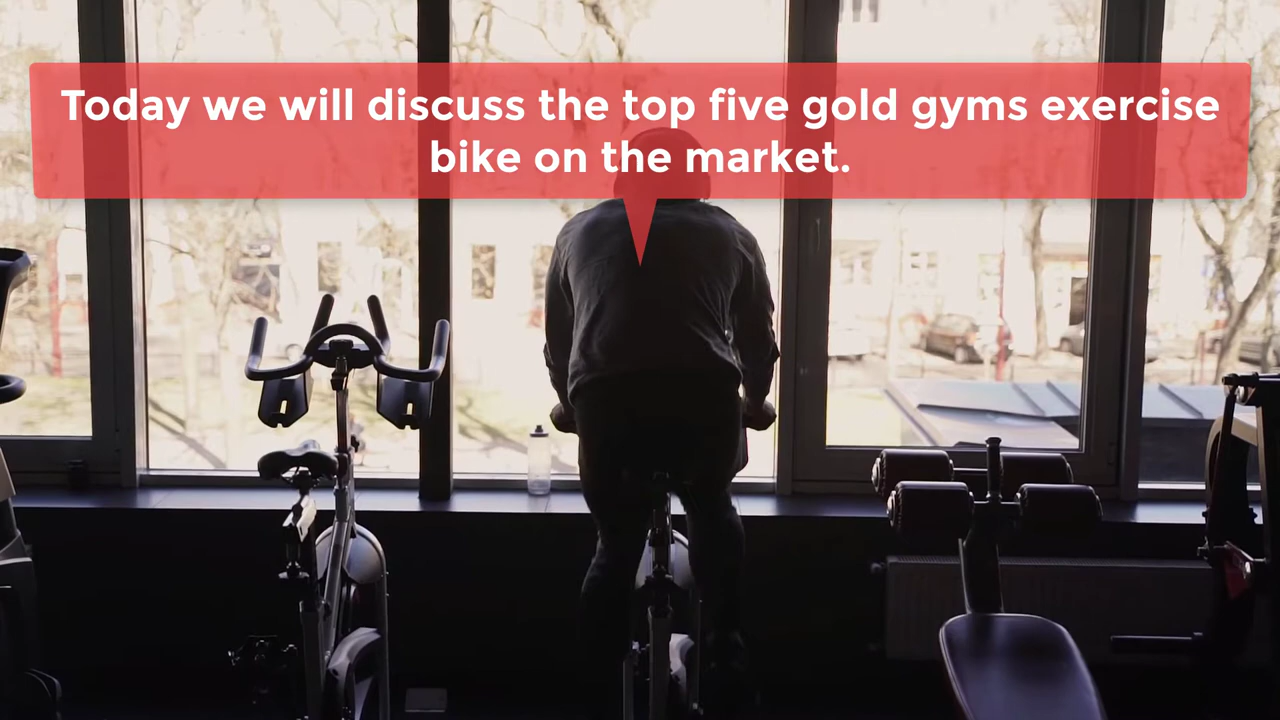 Today we will discuss the top five gold gyms exercise
bike on the market.